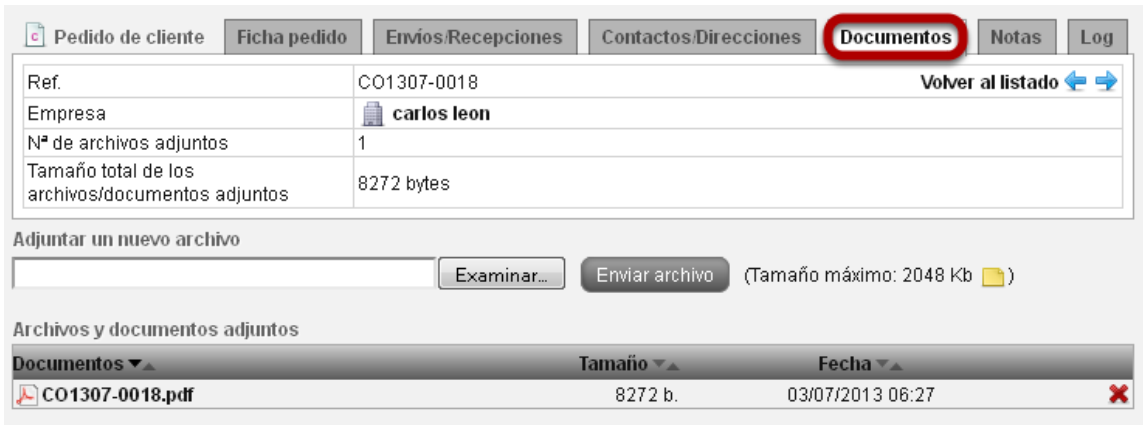 Pedido de cliente Ficha pedido Envíos/Recepciones Contactos/Direcciones Documentos Notas Log
Ref. CO1307-0018 Volver al listado
Empresa carlos leon
Nª de archivos adjuntos 1
Tamaño total de los
archivos/documentos adjuntos 8272 bytes
Adjuntar un nuevo archivo
Examinar... Enviar archivo (Tamaño máximo: 2048 Kb )
Archivos y documentos adjuntos
Documentos Tamaño Fecha
CO1307-0018.pdf 8272 b. 03/07/2013 06:27